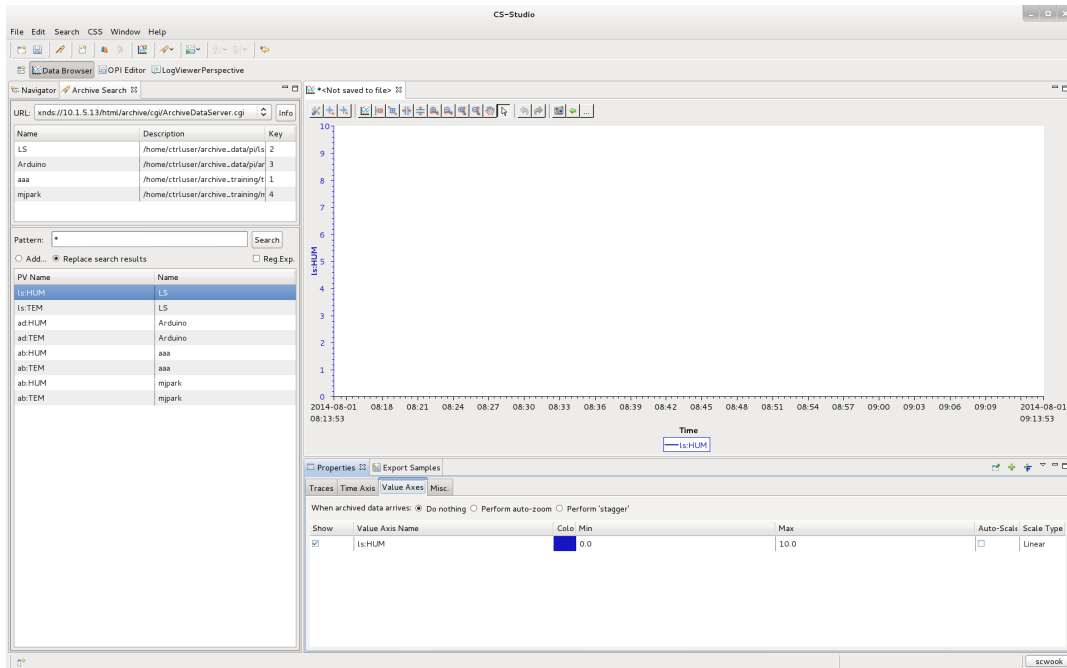 CS-Studio
File Edit Search CSS Window Help
Data Browser OPI Editor LogViewerPerspective
Navigator Archive Search
URL: xnds://10.1.5.13/html/archive/cgi/ArchiveDataServer.cgi Info
Name Description Key
LS /home/ctrluser/archive_data/pi/ls 2
Arduino /home/ctrluser/archive_data/pi/ar 3
aaa /home/ctrluser/archive_training/t 1
mjpark /home/ctrluser/archive_training/n 4
Pattern: * Search
Add... Replace search results Reg.Exp.
PV Name Name
ls:HUM LS
ls:TEM LS
ad:HUM Arduino
ad:TEM Arduino
ab:HUM aaa
ab:TEM aaa
ab:HUM mjpark
ab:TEM mjpark
*<Not saved to file>
...
10
9
8
7
6
5
4
3
2
1
0
ls:HUM
2014-08-01 08:18 08:21 08:24 08:27 08:30 08:33 08:36 08:39 08:42 08:45 08:48 08:51 08:54 08:57 09:00 09:03 09:06 09:09 2014-08-01
08:13:53 09:13:53
Time
ls:HUM
Properties Export Samples
Traces Time Axis Value Axes Misc.
When archived data arrives: Do nothing Perform auto-zoom Perform 'stagger'
Show Value Axis Name Colo Min Max Auto-Scale Scale Type
ls:HUM 0.0 10.0 Linear
scwook